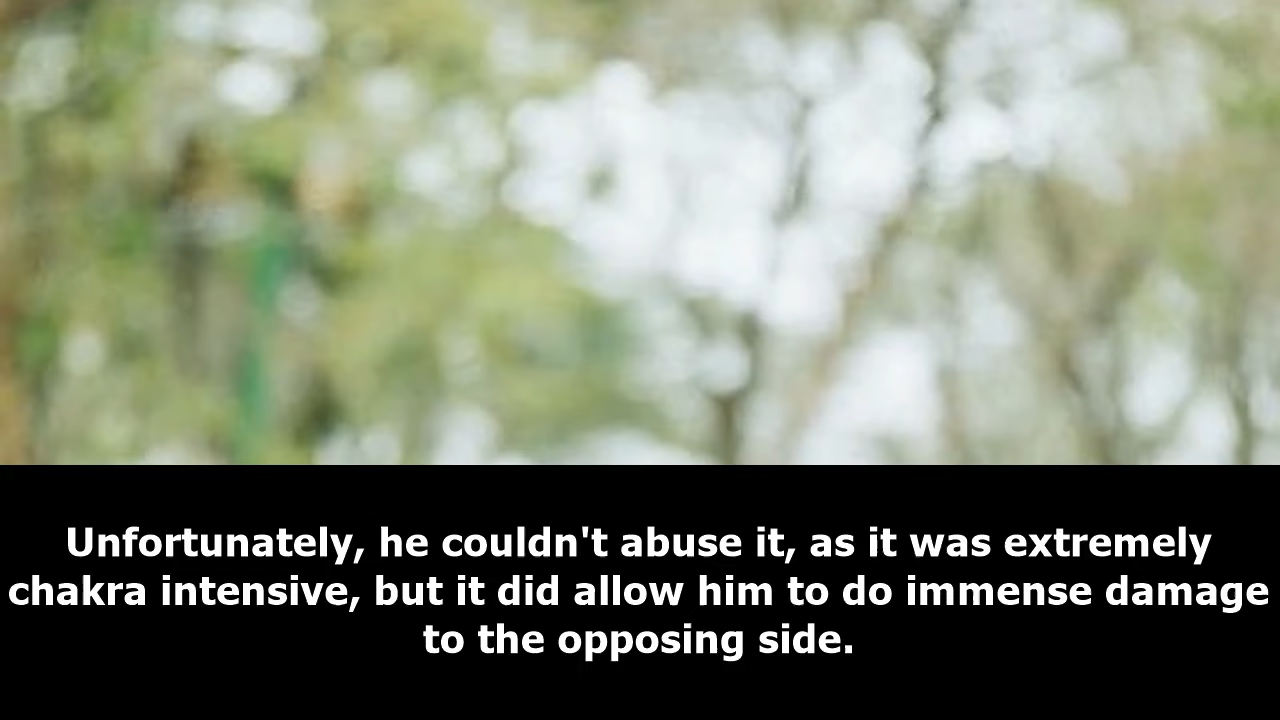 Unfortunately, he couldn't abuse it, as it was extremely
chakra intensive, but it did allow him to do immense damage
to the opposing side.